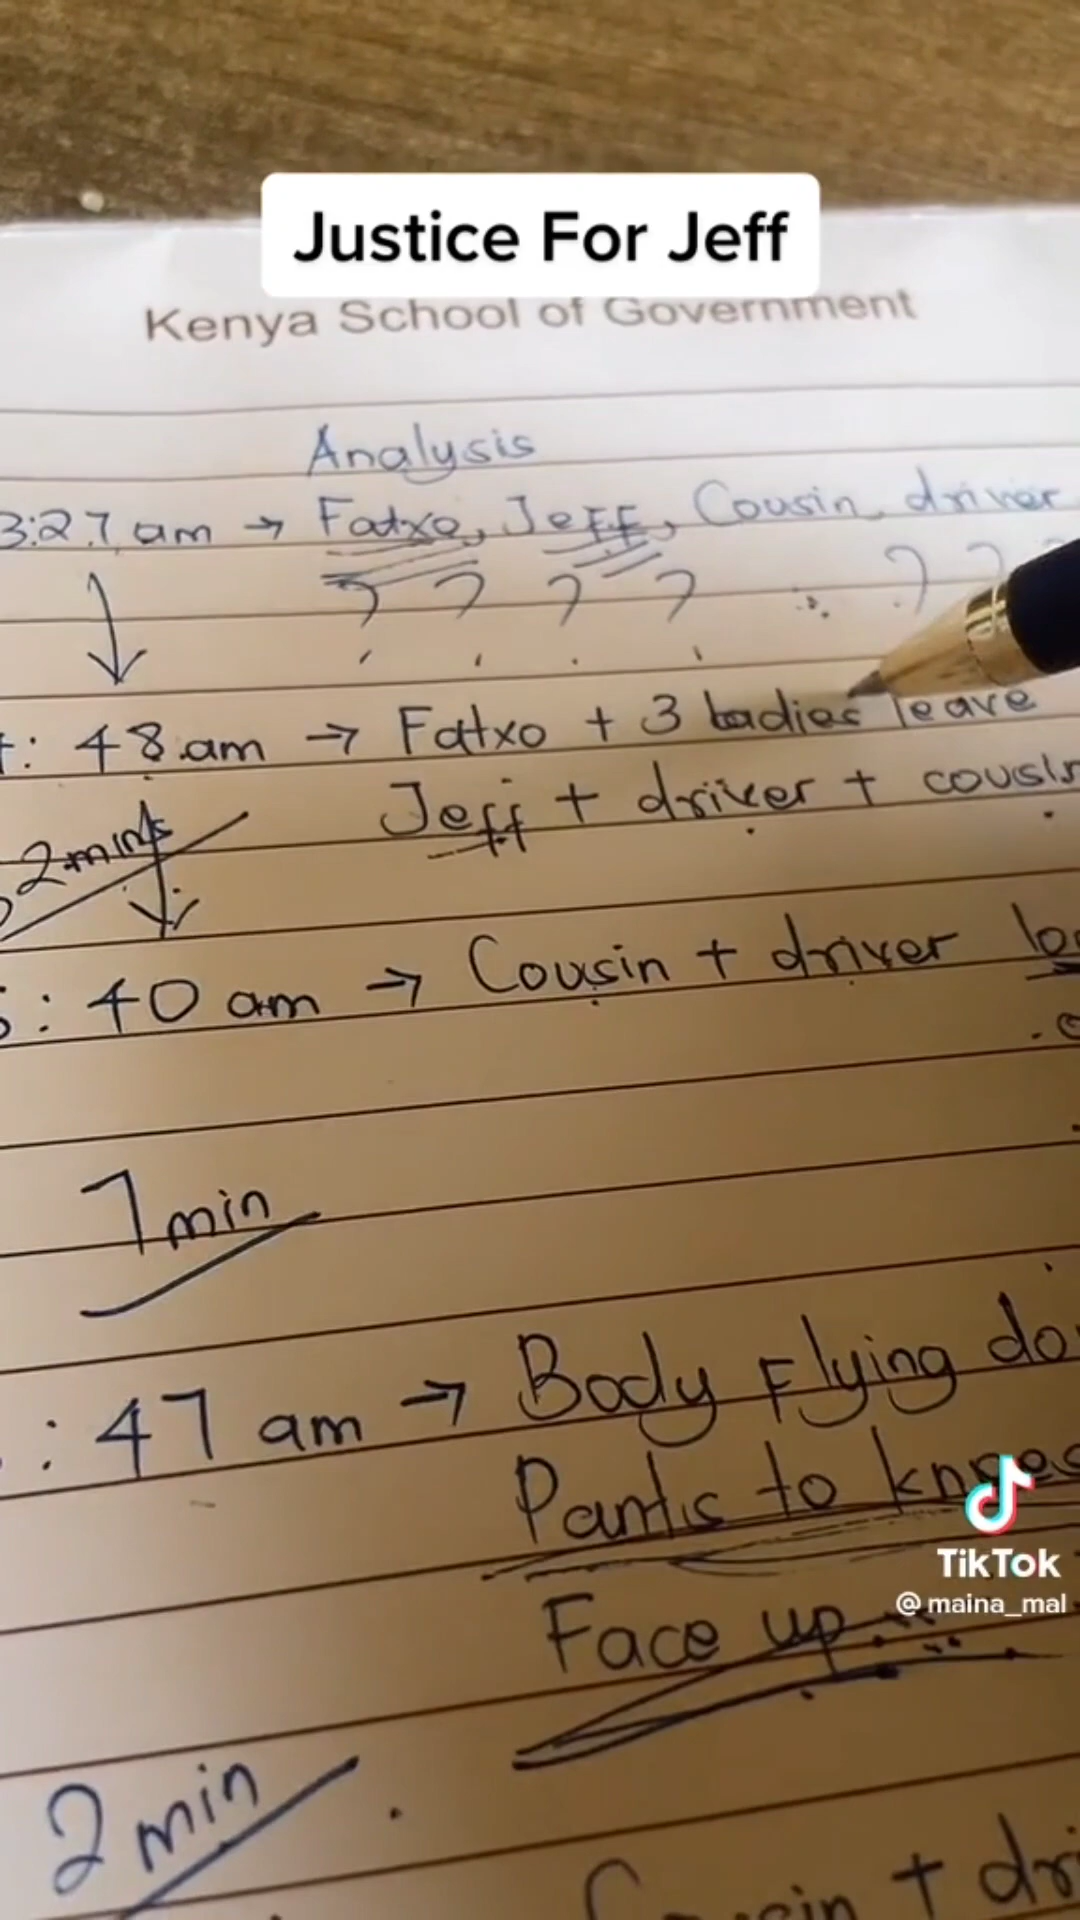 Justice For Jeff
Kenya School of Government
Analysis
3:27 am → Fatxo, Jeff, Cousin, driver
? ? ? ? ? ?
: 48 am → Fatxo + 3 ladies leave
Jeff + driver + cousin
2 mins
: 40 am → Cousin + driver
7 min
: 47 am → Body Flying
Pants to knees
Face up
2 min
Cousin +
TikTok
@maina_mal